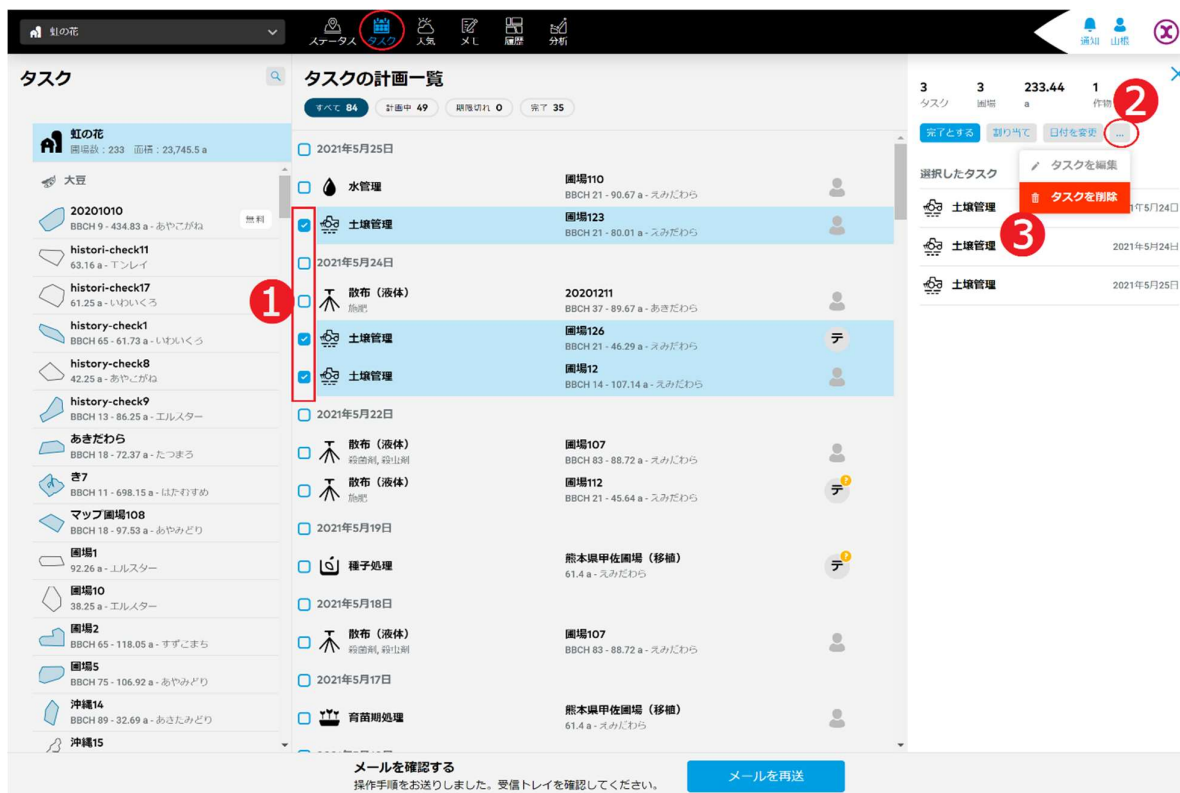 虹の花
ステータス タスク 人気 メモ 履歴 分析
通知 山根
タスク
虹の花
圃場数：233 面積：23,745.5 a
大豆
20201010
BBCH 9 - 434.83 a - あやこがね
無料
histori-check11
63.16 a - エンレイ
histori-check17
61.25 a - いわいくろ
history-check1
BBCH 65 - 61.73 a - いわいくろ
history-check8
42.25 a - あやこがね
history-check9
BBCH 13 - 86.25 a - エルスター
あきだわら
BBCH 18 - 72.37 a - たつまろ
き7
BBCH 11 - 698.15 a - はたむすめ
マップ圃場108
BBCH 18 - 97.53 a - あやみどり
圃場1
92.26 a - エルスター
圃場10
38.25 a - エルスター
圃場2
BBCH 65 - 118.05 a - すずこまち
圃場5
BBCH 75 - 106.92 a - あやみどり
沖縄14
BBCH 89 - 32.69 a - あきたみどり
沖縄15
タスクの計画一覧
すべて 84 計画中 49 期限切れ 0 完了 35
2021年5月25日
水管理
圃場110
BBCH 21 - 90.67 a - えみだわら
土壌管理
圃場123
BBCH 21 - 80.01 a - えみだわら
2021年5月24日
1
散布（液体）
施肥
20201211
BBCH 37 - 89.67 a - あきだわら
土壌管理
圃場126
BBCH 21 - 46.29 a - えみだわら
テ
土壌管理
圃場12
BBCH 14 - 107.14 a - えみだわら
2021年5月22日
散布（液体）
殺菌剤, 殺虫剤
圃場107
BBCH 83 - 88.72 a - えみだわら
散布（液体）
施肥
圃場112
BBCH 21 - 45.64 a - えみだわら
テ ?
2021年5月19日
種子処理
熊本県甲佐圃場（移植）
61.4 a - えみだわら
テ ?
2021年5月18日
散布（液体）
殺菌剤, 殺虫剤
圃場107
BBCH 83 - 88.72 a - えみだわら
2021年5月17日
育苗期処理
熊本県甲佐圃場（移植）
61.4 a - えみだわら
3 3 233.44 1
タスク 圃場 a 作物
2
完了とする 割り当て 日付を変更 ...
タスクを編集
選択したタスク
タスクを削除
3
土壌管理 1年5月24日
土壌管理 2021年5月24日
土壌管理 2021年5月25日
メールを確認する
操作手順をお送りしました。受信トレイを確認してください。
メールを再送